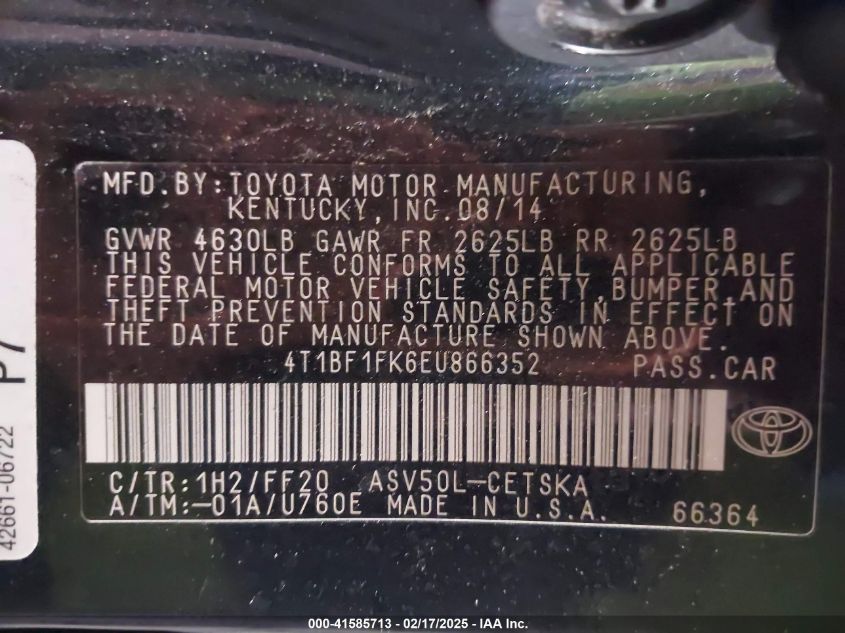 MFD.BY:TOYOTA MOTOR MANUFACTURING,
KENTUCKY,INC.08/14
GVWR 4630LB GAWR FR 2625LB RR 2625LB
THIS VEHICLE CONFORMS TO ALL APPLICABLE
FEDERAL MOTOR VEHICLE SAFETY,BUMPER,AND
THEFT PREVENTION STANDARDS IN EFFECT ON
THE DATE OF MANUFACTURE SHOWN ABOVE.
4T1BF1FK6EU866352 PASS.CAR
C/TR:1H2/FF20 ASV50L-CETSKA
A/TM:-01A/U760E MADE IN U.S.A. 66364
P7
42661-06722
000-41585713 - 02/17/2025 - IAA Inc.